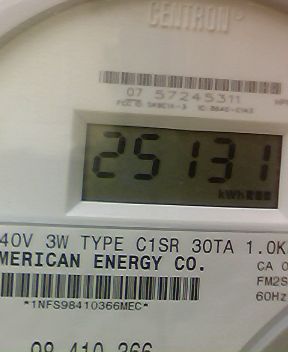 CENTRON®
07 57245311
25131
kWh
40V 3W TYPE C1SR 30TA 1.0K
MERICAN ENERGY CO.
CA 0
*1NFS98410366MEC*
FM2S
60Hz
98 410 366